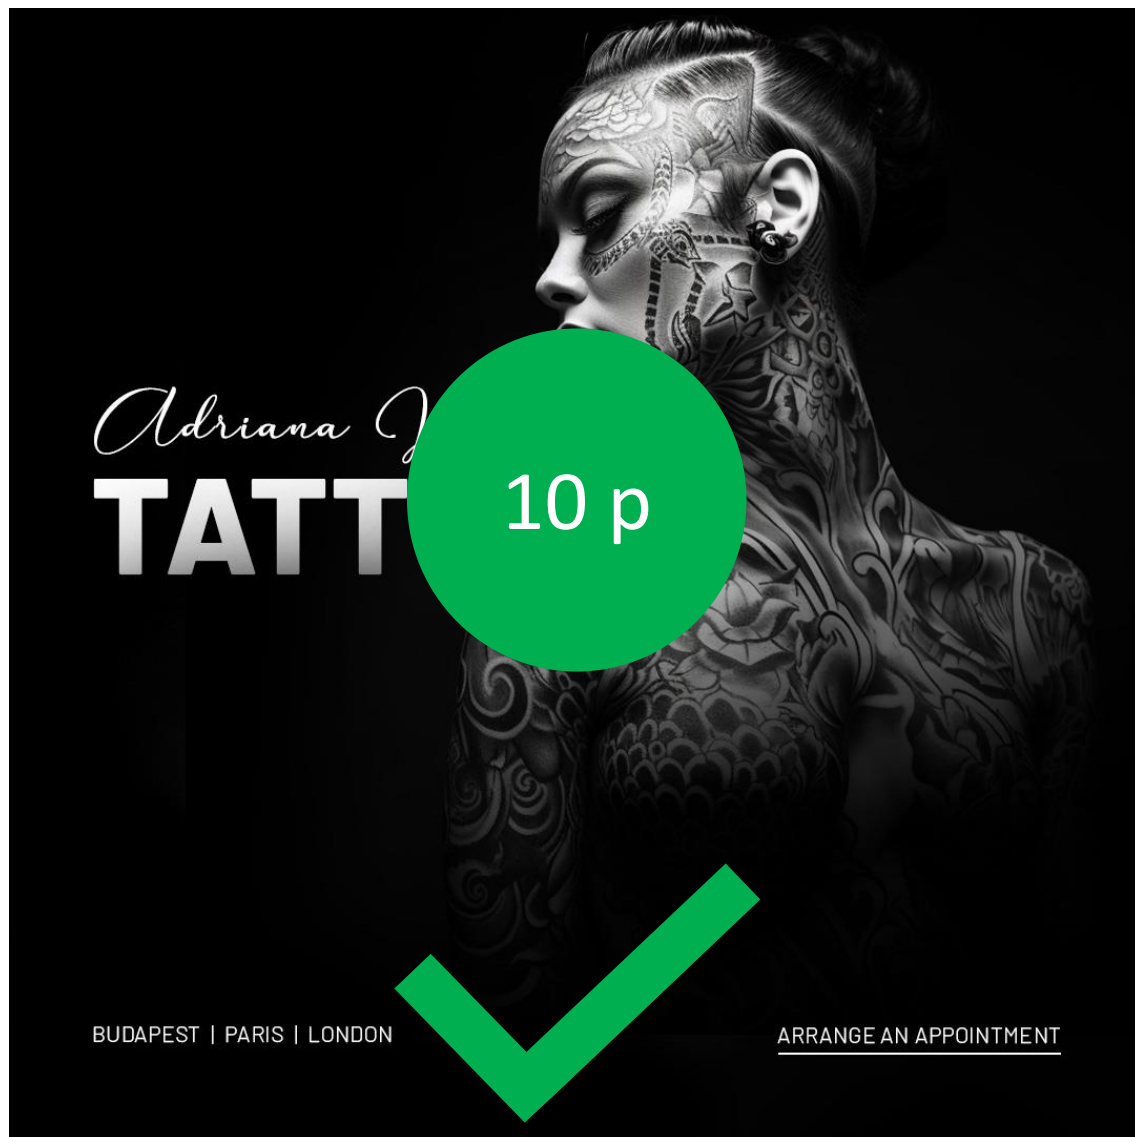 Adriana
TATT
10 p
BUDAPEST | PARIS | LONDON
ARRANGE AN APPOINTMENT